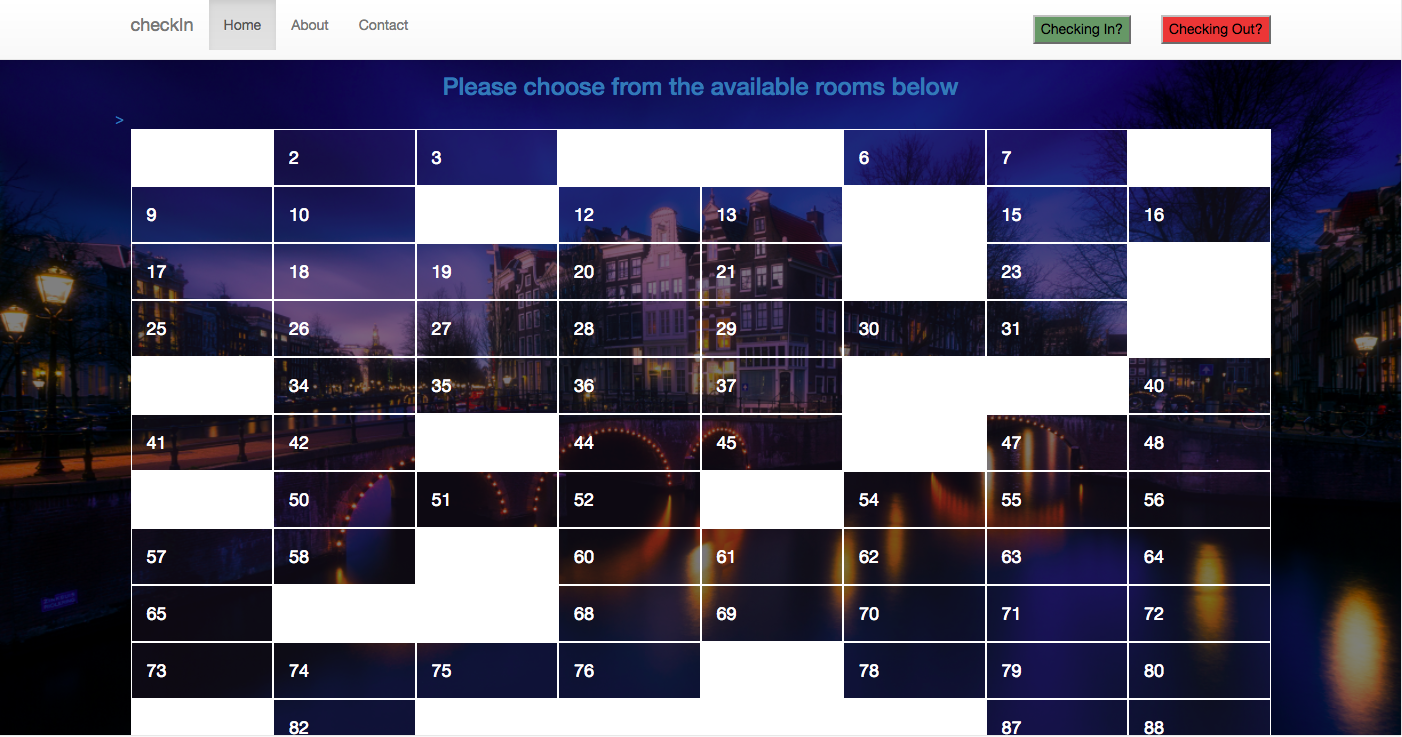 checkIn Home About Contact Checking In? Checking Out?
Please choose from the available rooms below
>
2 3 6 7
9 10 12 13 15 16
17 18 19 20 21 23
25 26 27 28 29 30 31
34 35 36 37 40
41 42 44 45 47 48
50 51 52 54 55 56
57 58 60 61 62 63 64
65 68 69 70 71 72
73 74 75 76 78 79 80
82 87 88